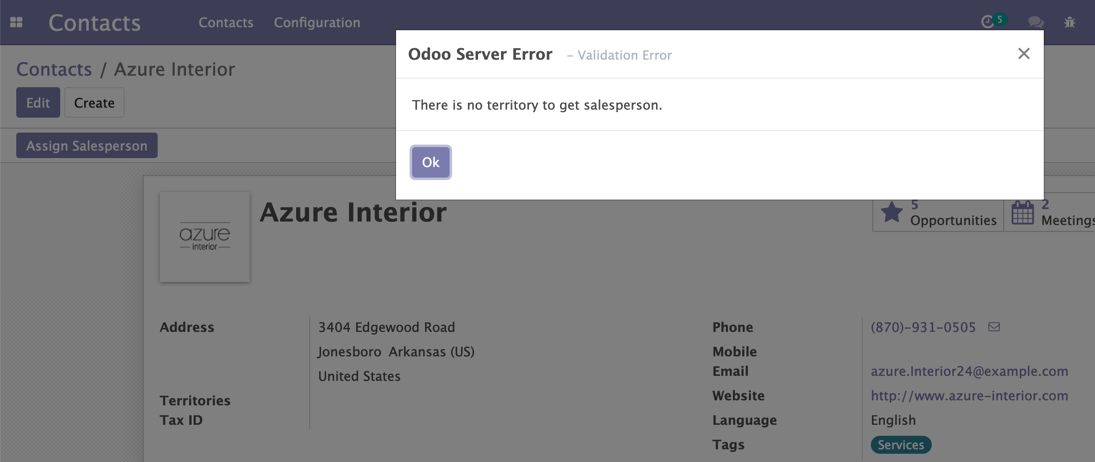 Contacts Contacts Configuration 5
Odoo Server Error – Validation Error ×
Contacts / Azure Interior
Edit Create
There is no territory to get salesperson.
Assign Salesperson
Ok
azure
interior
Azure Interior
5
Opportunities
2
Meetings
Address
3404 Edgewood Road
Jonesboro Arkansas (US)
United States
Territories
Tax ID
Phone (870)-931-0505
Mobile
Email azure.Interior24@example.com
Website http://www.azure-interior.com
Language English
Tags Services